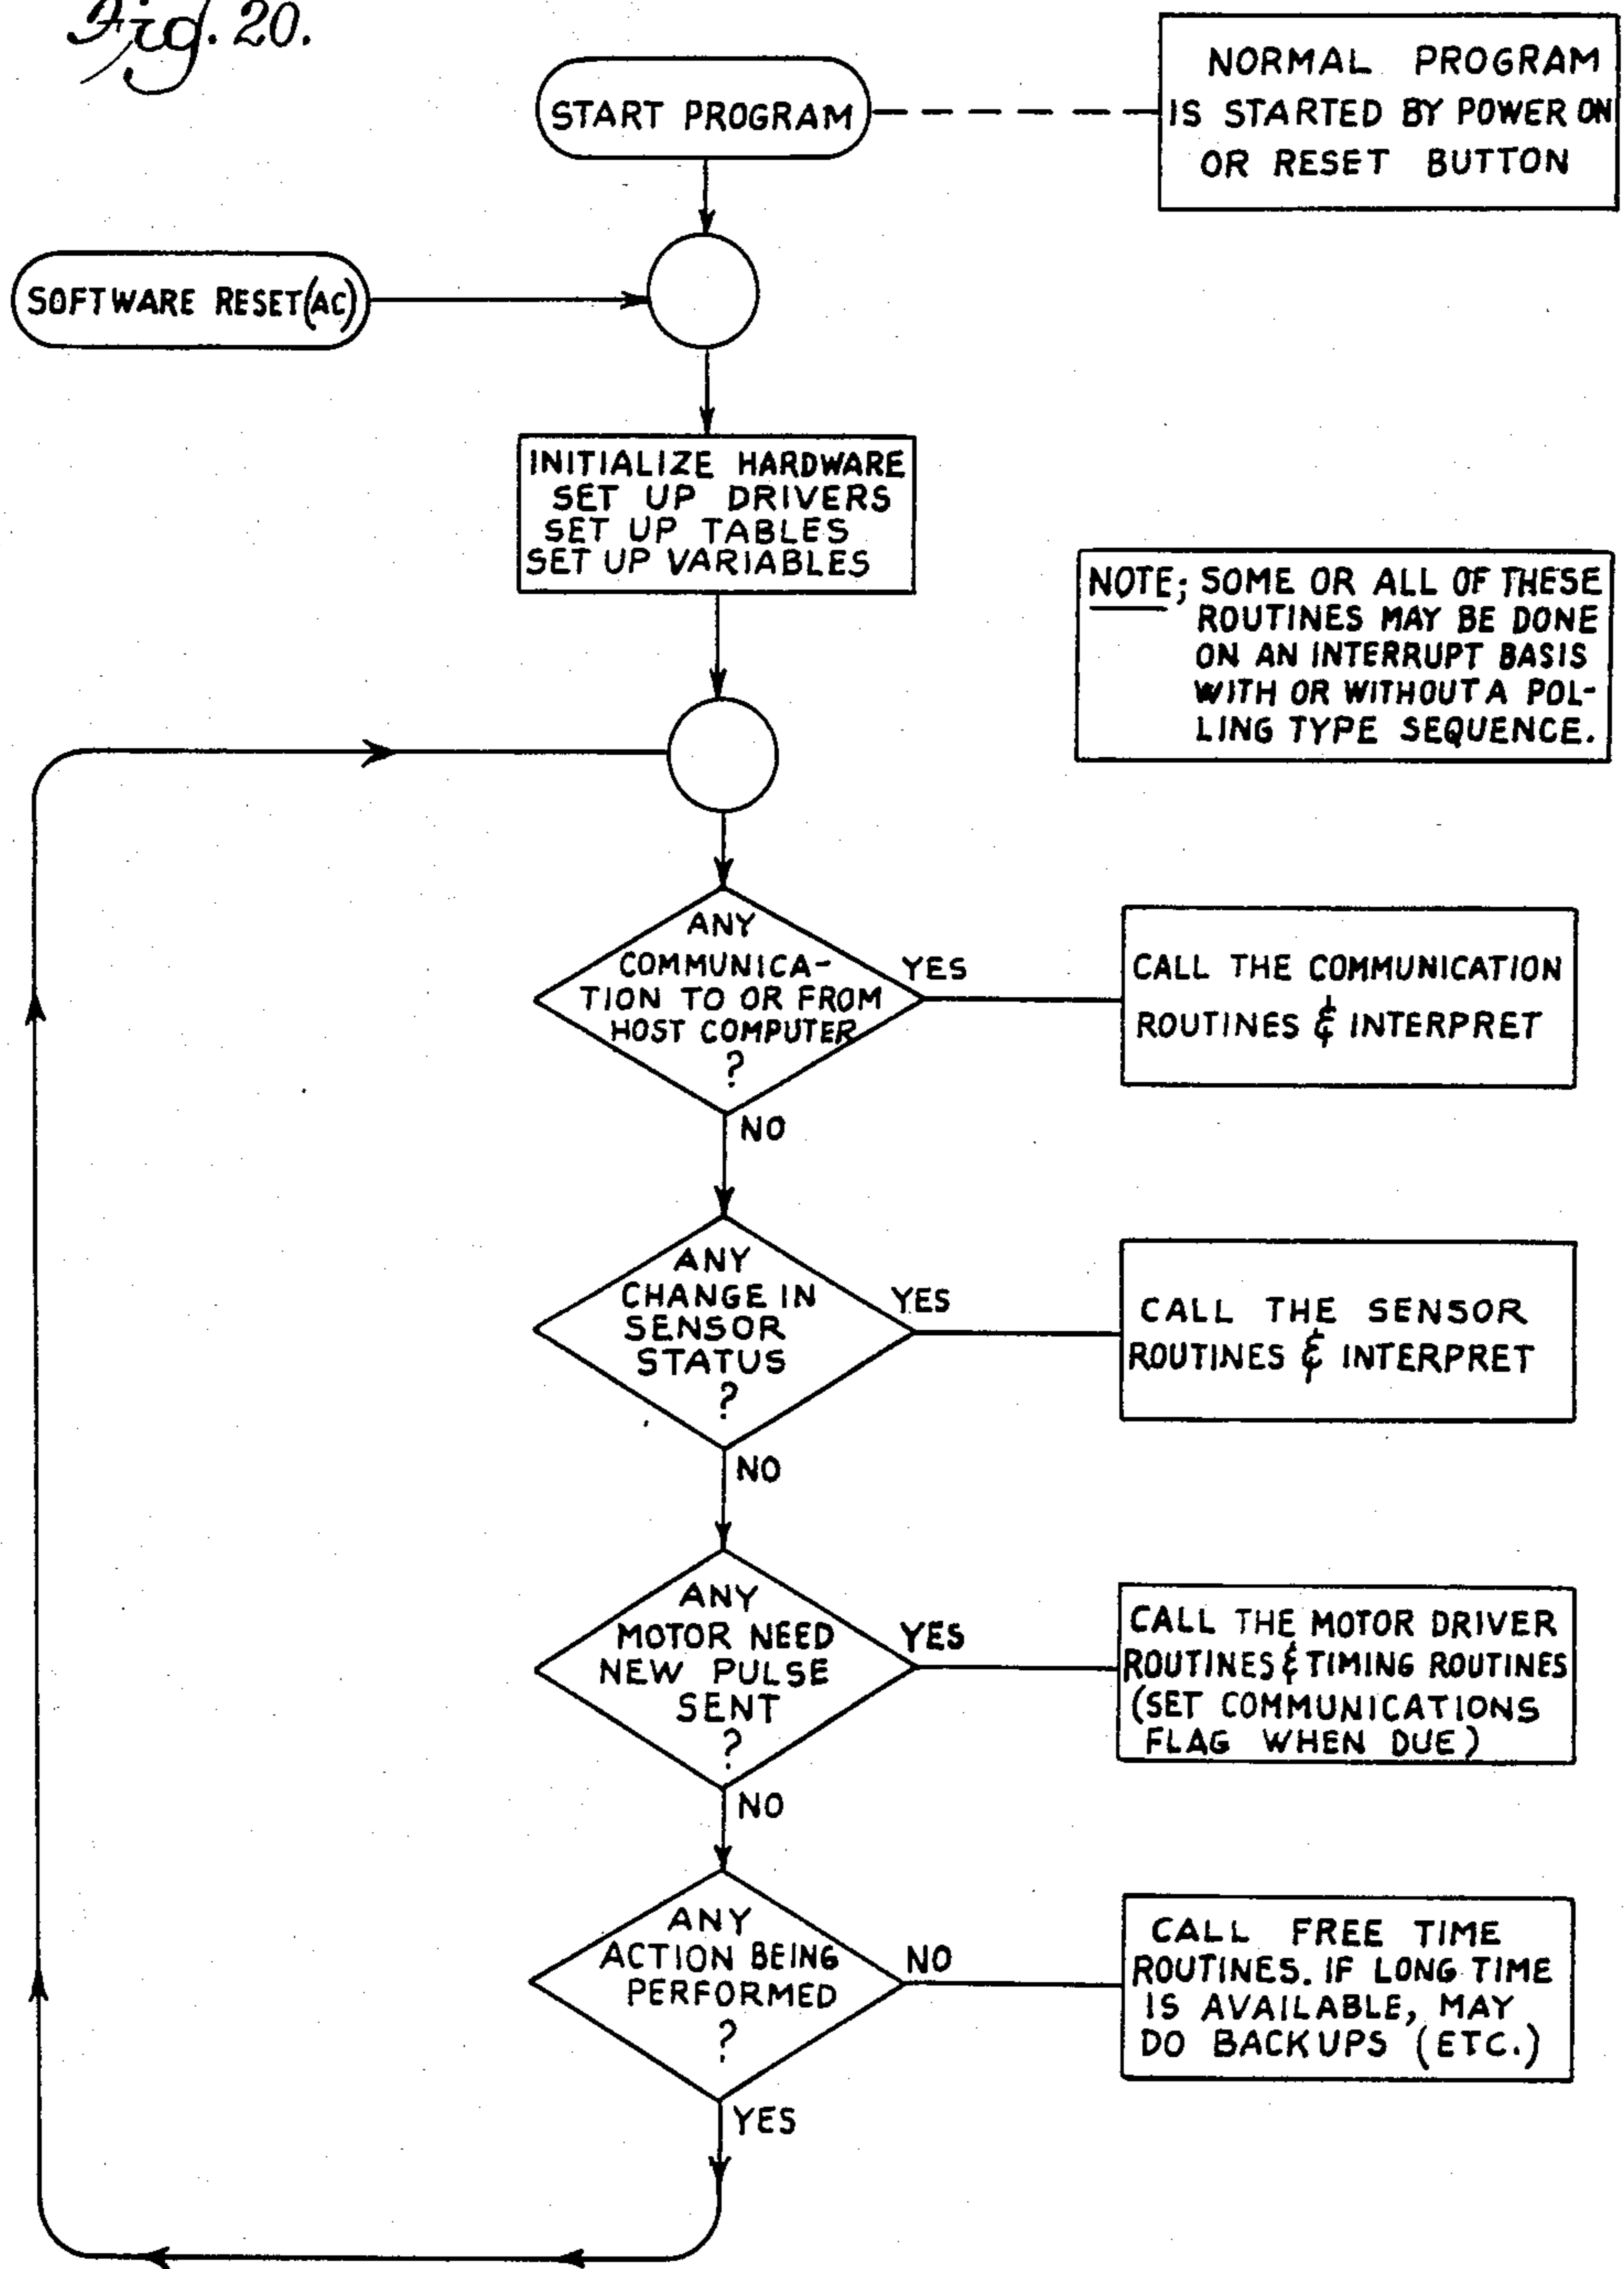 Fig. 20.
START PROGRAM
NORMAL PROGRAM
IS STARTED BY POWER ON
OR RESET BUTTON
SOFTWARE RESET(AC)
INITIALIZE HARDWARE
SET UP DRIVERS
SET UP TABLES
SET UP VARIABLES
NOTE; SOME OR ALL OF THESE
ROUTINES MAY BE DONE
ON AN INTERRUPT BASIS
WITH OR WITHOUT A POL-
LING TYPE SEQUENCE.
ANY
COMMUNICA-
TION TO OR FROM
HOST COMPUTER
?
YES
CALL THE COMMUNICATION
ROUTINES & INTERPRET
NO
ANY
CHANGE IN
SENSOR
STATUS
?
YES
CALL THE SENSOR
ROUTINES & INTERPRET
NO
ANY
MOTOR NEED
NEW PULSE
SENT
?
YES
CALL THE MOTOR DRIVER
ROUTINES & TIMING ROUTINES
(SET COMMUNICATIONS
FLAG WHEN DUE)
NO
ANY
ACTION BEING
PERFORMED
?
NO
CALL FREE TIME
ROUTINES. IF LONG TIME
IS AVAILABLE, MAY
DO BACKUPS (ETC.)
YES